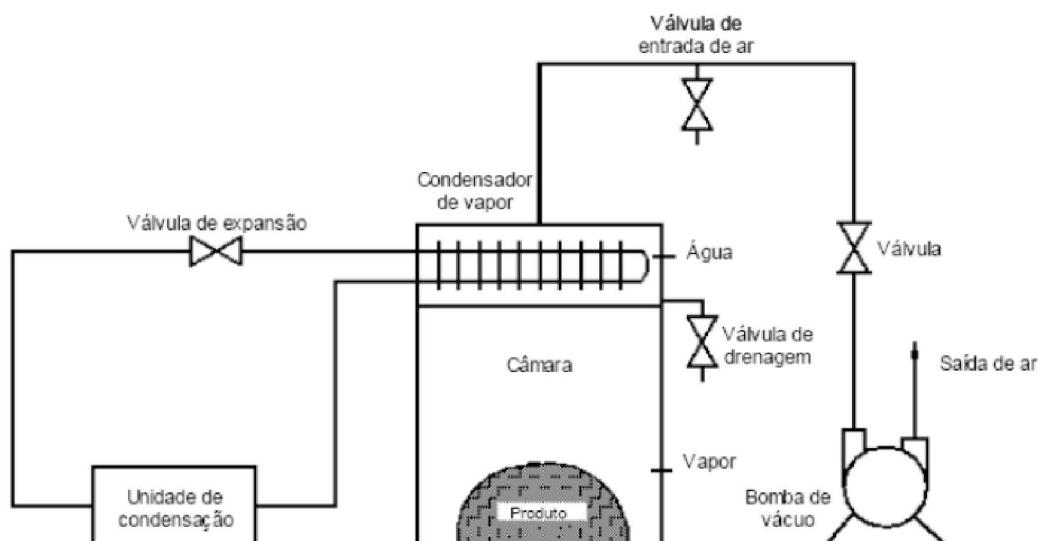 Válvula de
entrada de ar
Condensador
de vapor
Válvula de expansão
Água
Válvula
Válvula de
drenagem
Câmara
Saída de ar
Vapor
Unidade de
condensação
Produto
Bomba de
vácuo